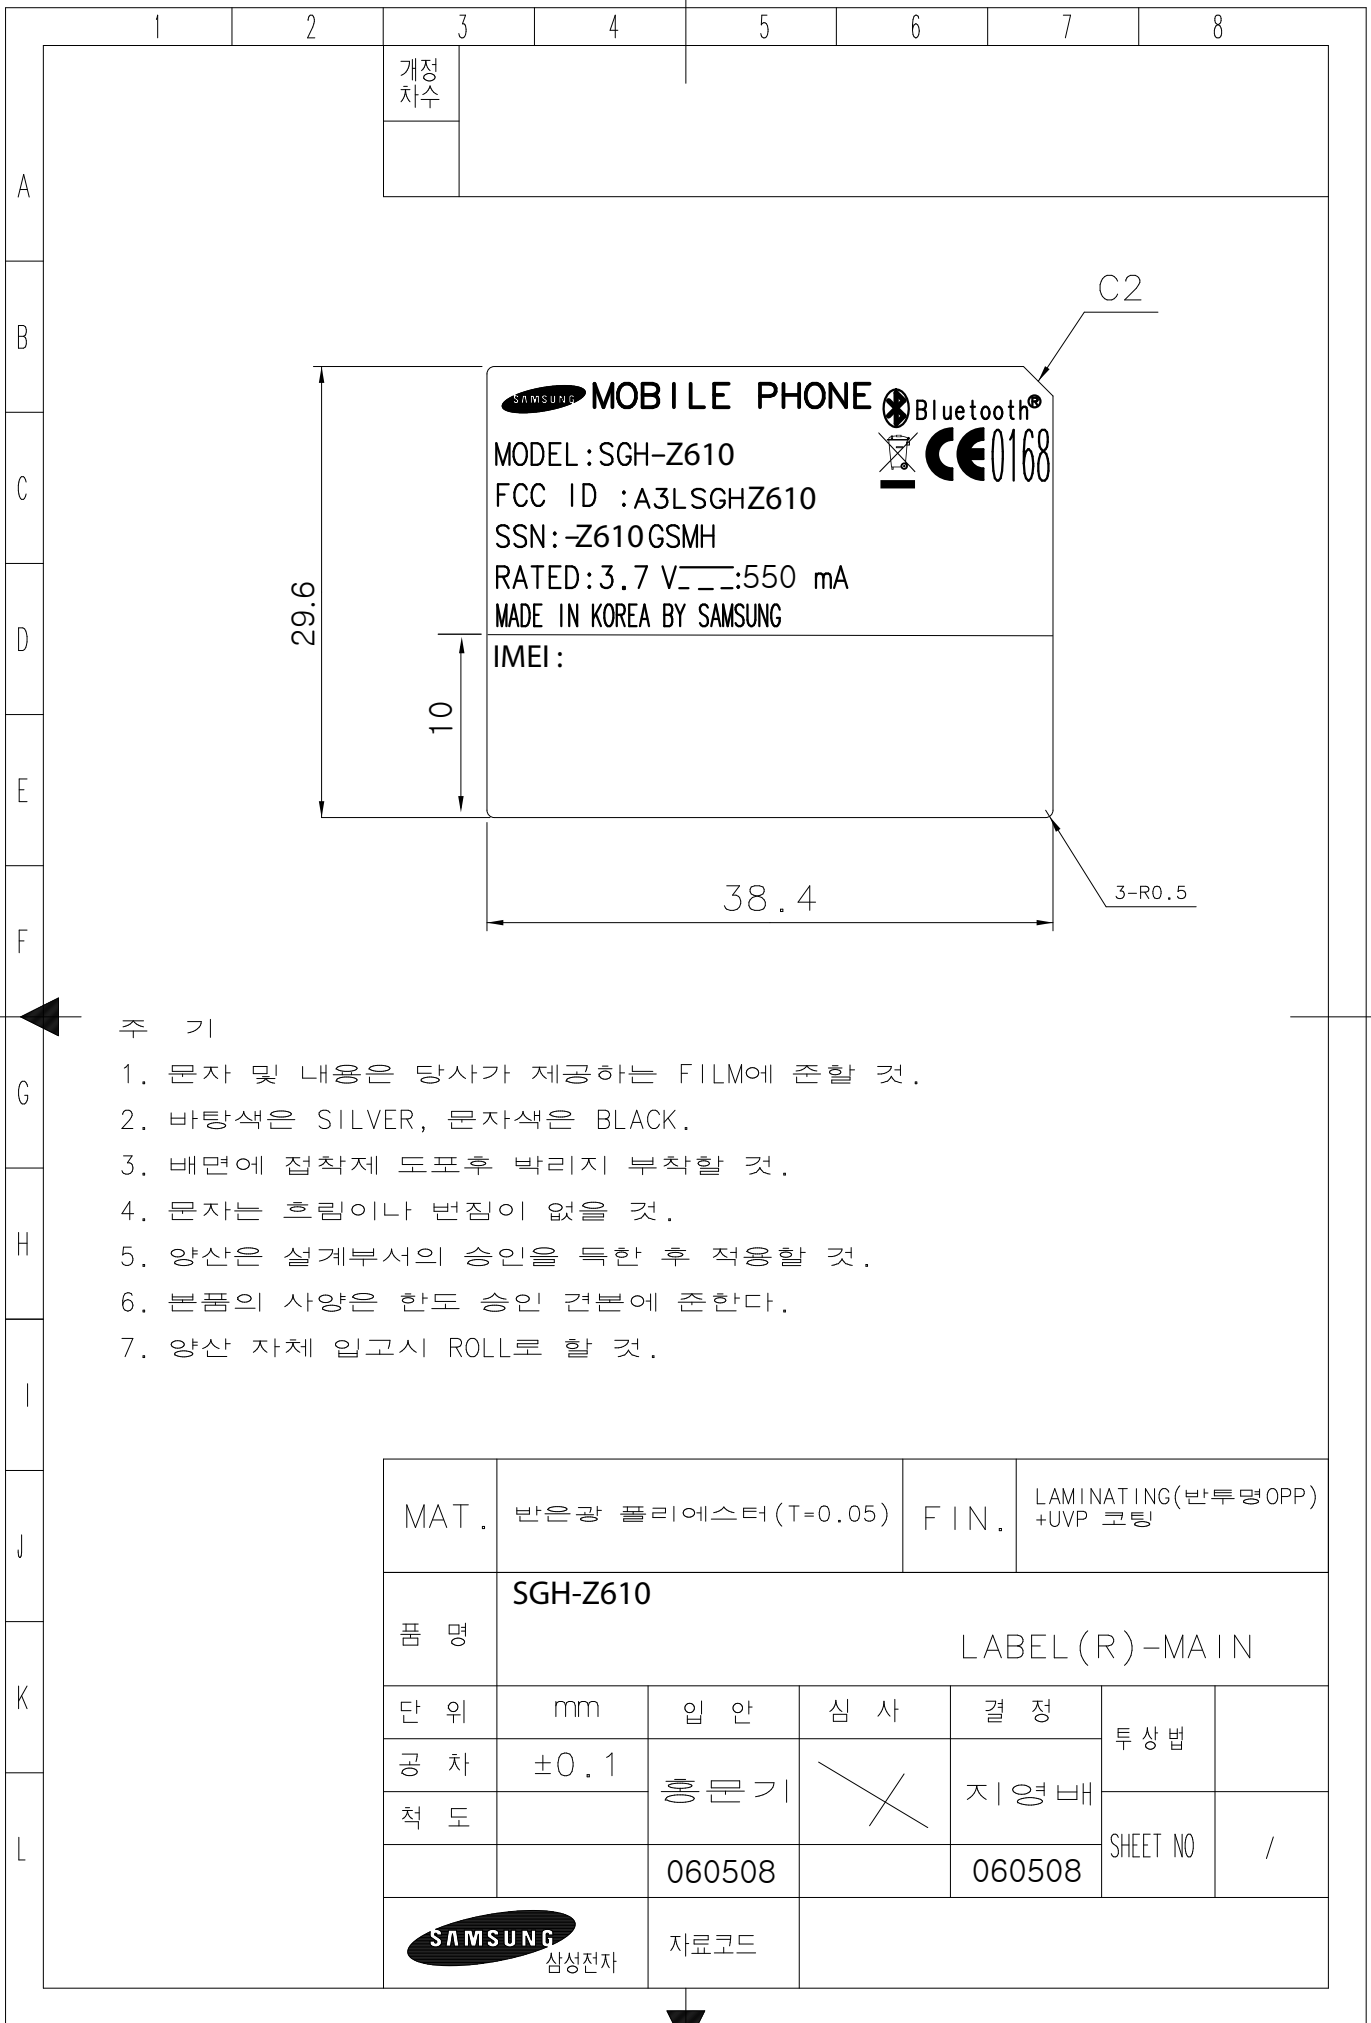 1 2 3 4 5 6 7 8
개정
차수
A
B
C
D
E
F
G
H
I
J
K
L
C2
SAMSUNG MOBILE PHONE
Bluetooth®
MODEL:SGH-Z610
CE0168
FCC ID :A3LSGHZ610
SSN:-Z610GSMH
RATED:3.7 V:550 mA
MADE IN KOREA BY SAMSUNG
IMEI:
29.6
10
38.4
3-R0.5
주 기
1. 문자 및 내용은 당사가 제공하는 FILM에 준할 것.
2. 바탕색은 SILVER, 문자색은 BLACK.
3. 배면에 접착제 도포후 박리지 부착할 것.
4. 문자는 흐림이나 번짐이 없을 것.
5. 양산은 설계부서의 승인을 득한 후 적용할 것.
6. 본품의 사양은 한도 승인 견본에 준한다.
7. 양산 자체 입고시 ROLL로 할 것.
MAT. 반은광 폴리에스터(T=0.05) FIN. LAMINATING(반투명OPP)
+UVP 코팅
품 명 SGH-Z610
LABEL(R)-MAIN
단 위 mm 입 안 심 사 결 정 투상법
공 차 ±0.1 홍문기 지영배
척 도
SHEET NO /
060508 060508
SAMSUNG
삼성전자 자료코드